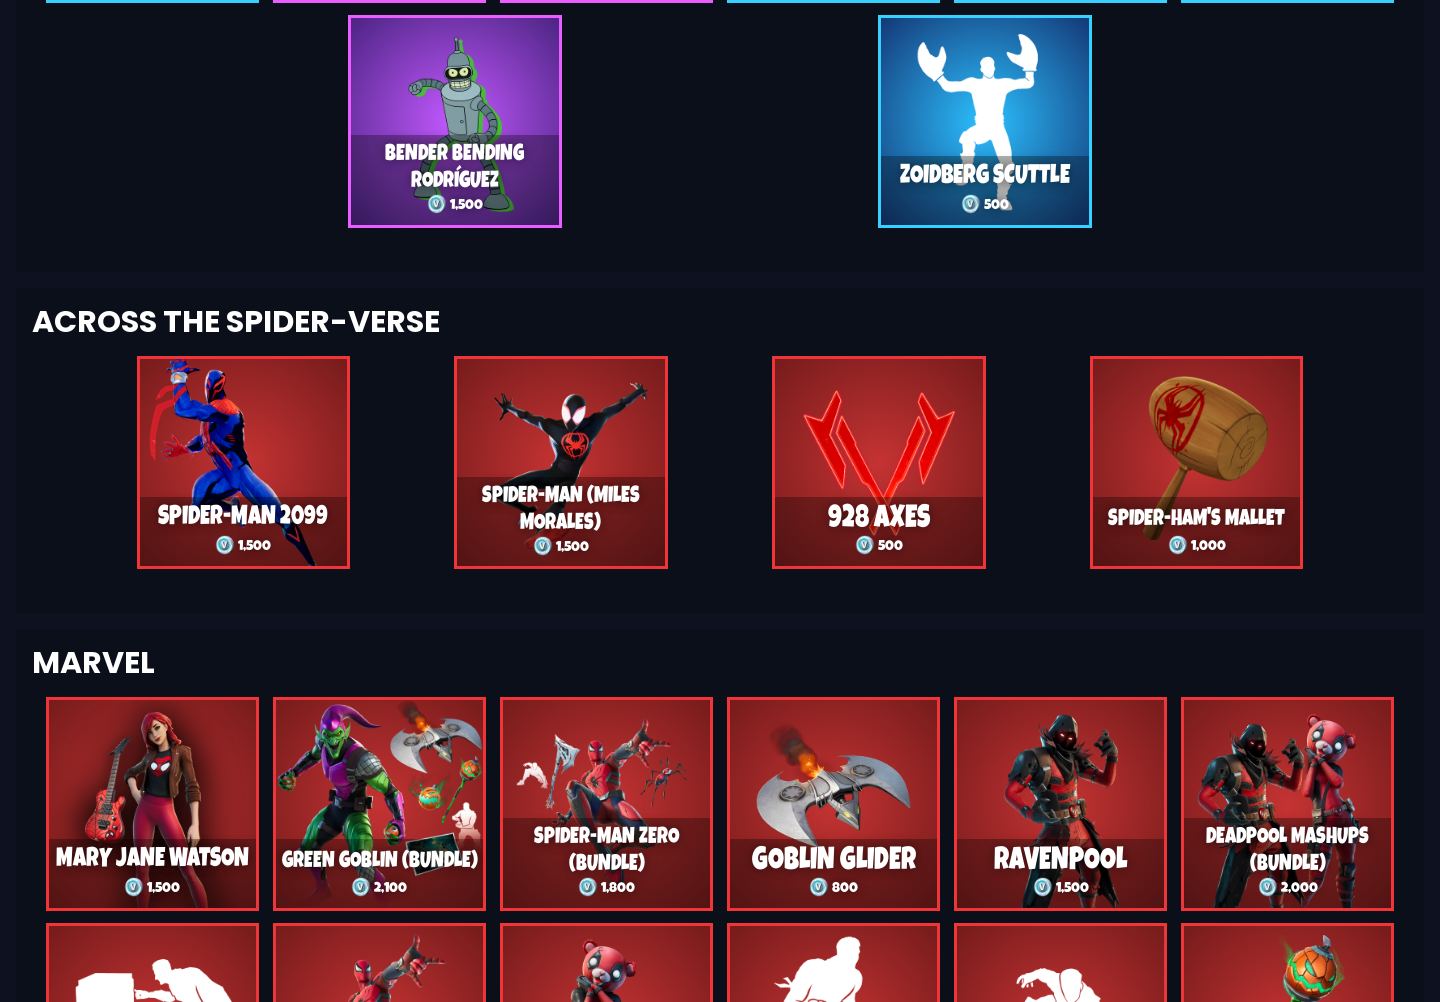 BENDER BENDING
RODRÍGUEZ
1,500
ZOIDBERG SCUTTLE
500
ACROSS THE SPIDER-VERSE
SPIDER-MAN 2099
1,500
SPIDER-MAN (MILES
MORALES)
1,500
928 AXES
500
SPIDER-HAM'S MALLET
1,000
MARVEL
MARY JANE WATSON
1,500
GREEN GOBLIN (BUNDLE)
2,100
SPIDER-MAN ZERO
(BUNDLE)
1,800
GOBLIN GLIDER
800
RAVENPOOL
1,500
DEADPOOL MASHUPS
(BUNDLE)
2,000